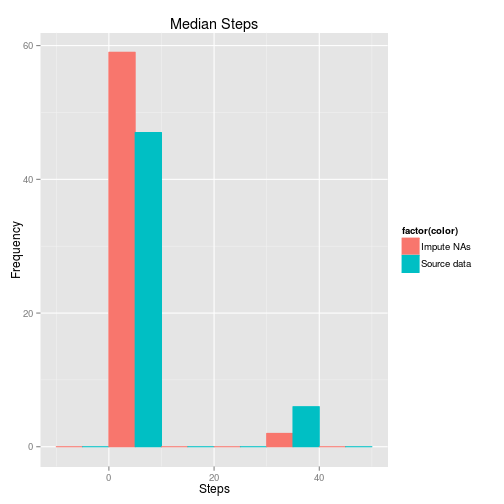 Median Steps
Frequency
60
40
20
0
0
20
40
Steps
factor(color)
Impute NAs
Source data